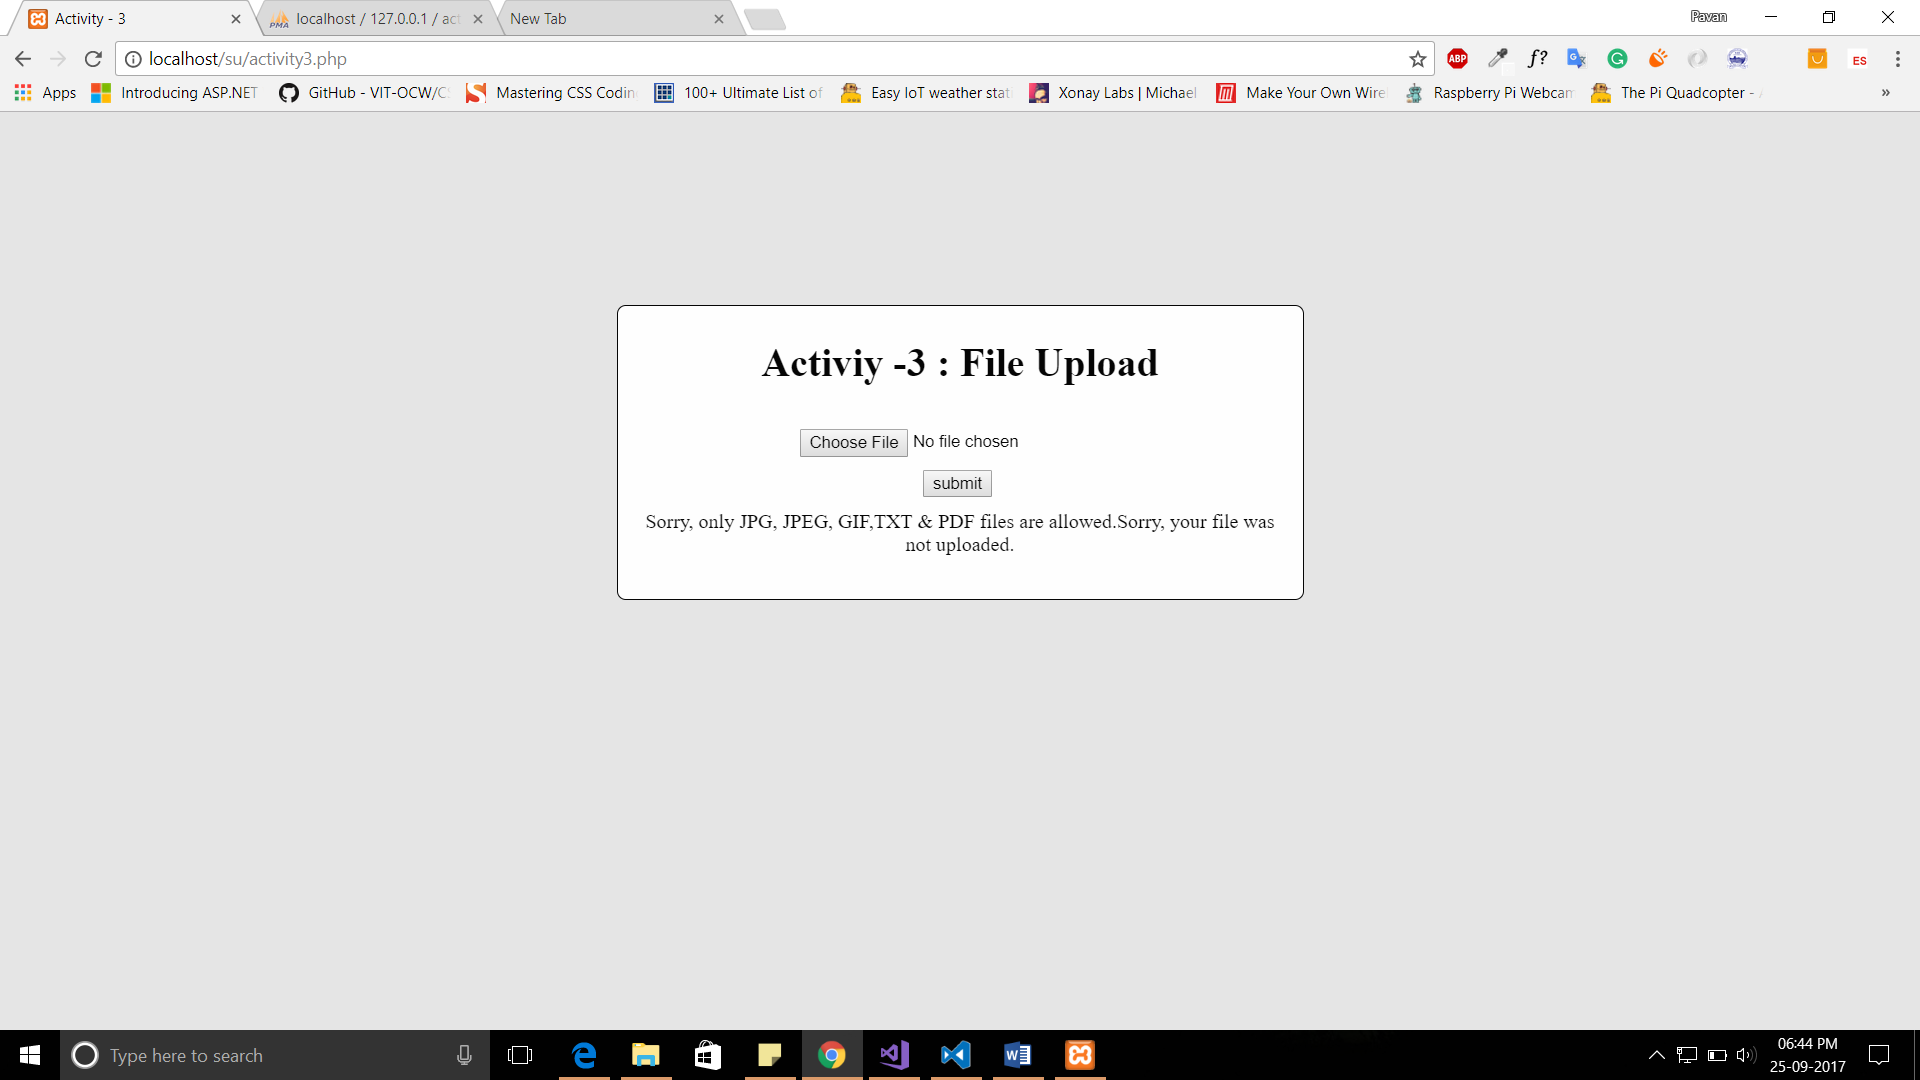 Activity - 3
localhost / 127.0.0.1 / act
New Tab
Pavan
localhost/su/activity3.php
ABP
f?
ES
Apps
Introducing ASP.NET
GitHub - VIT-OCW/CS
Mastering CSS Coding
100+ Ultimate List of
Easy IoT weather stati
Xonay Labs | Michael
Make Your Own Wire
Raspberry Pi Webcam
The Pi Quadcopter -
»
Activiy -3 : File Upload
Choose File No file chosen
submit
Sorry, only JPG, JPEG, GIF,TXT & PDF files are allowed.Sorry, your file was
not uploaded.
Type here to search
06:44 PM
25-09-2017